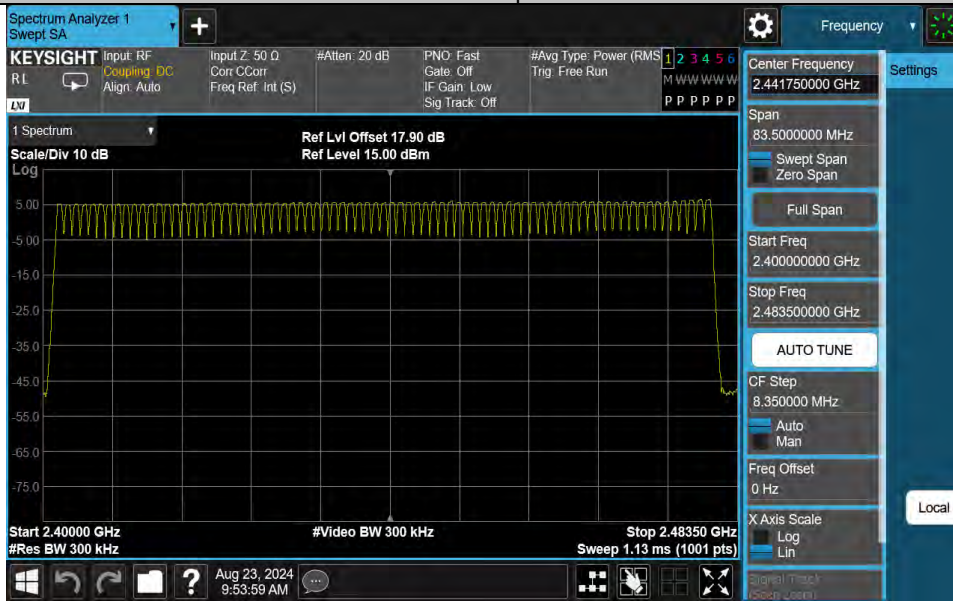 Spectrum Analyzer 1
Swept SA
+
Frequency
KEYSIGHT
RL
LXI
Input: RF
Coupling: DC
Align: Auto
Input Z: 50 Ω
Corr CCorr
Freq Ref: Int (S)
#Atten: 20 dB
PNO: Fast
Gate: Off
IF Gain: Low
Sig Track: Off
#Avg Type: Power (RMS
Trig: Free Run
1 2 3 4 5 6
M W W W W W
P P P P P P
1 Spectrum
Scale/Div 10 dB
Log
Ref Lvl Offset 17.90 dB
Ref Level 15.00 dBm
5.00
-5.00
-15.0
-25.0
-35.0
-45.0
-55.0
-65.0
-75.0
Start 2.40000 GHz
#Res BW 300 kHz
#Video BW 300 kHz
Stop 2.48350 GHz
Sweep 1.13 ms (1001 pts)
Center Frequency
2.441750000 GHz
Settings
Span
83.5000000 MHz
Swept Span
Zero Span
Full Span
Start Freq
2.400000000 GHz
Stop Freq
2.483500000 GHz
AUTO TUNE
CF Step
8.350000 MHz
Auto
Man
Freq Offset
0 Hz
X Axis Scale
Log
Lin
Signal Track
(Span Zoom)
Local
?
Aug 23, 2024
9:53:59 AM